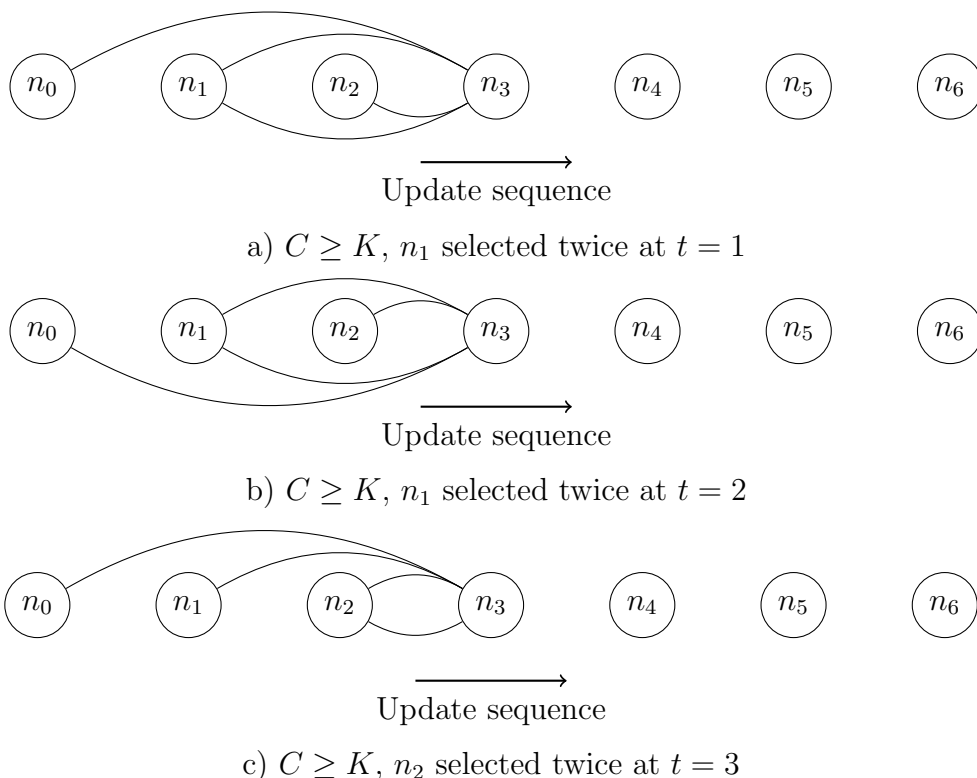 n₀ n₁ n₂ n₃ n₄ n₅ n₆
Update sequence
a) C ≥ K, n₁ selected twice at t = 1
n₀ n₁ n₂ n₃ n₄ n₅ n₆
Update sequence
b) C ≥ K, n₁ selected twice at t = 2
n₀ n₁ n₂ n₃ n₄ n₅ n₆
Update sequence
c) C ≥ K, n₂ selected twice at t = 3